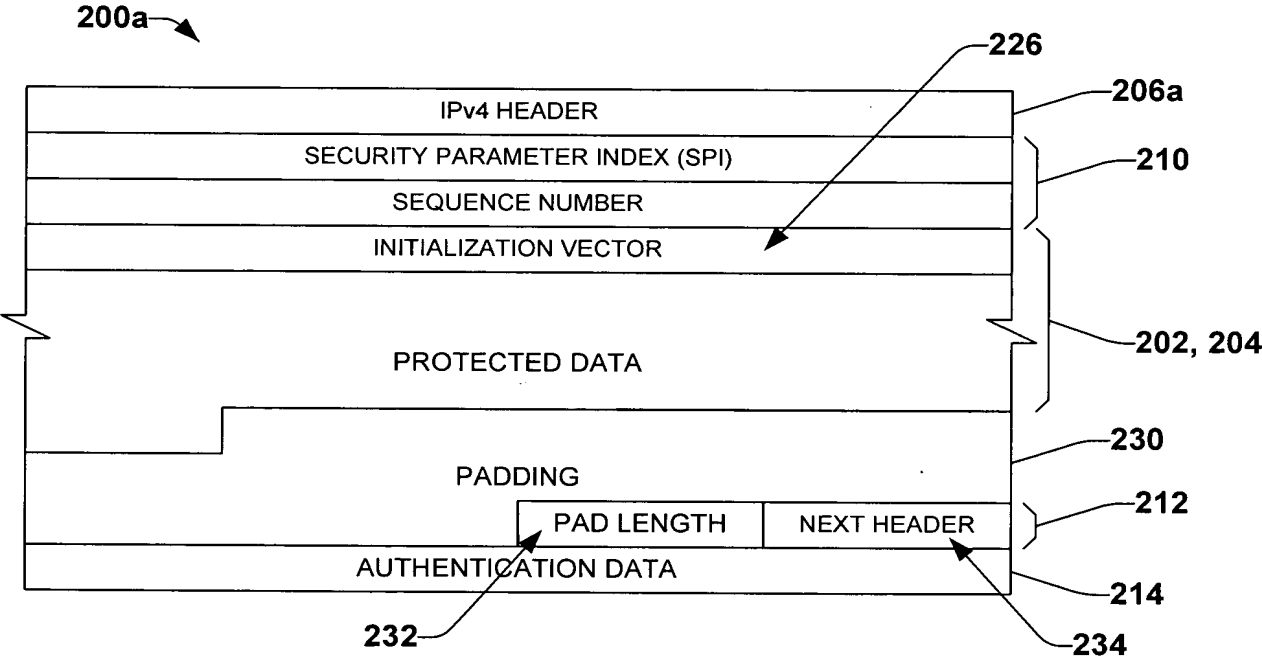 200a
226
IPv4 HEADER
206a
SECURITY PARAMETER INDEX (SPI)
210
SEQUENCE NUMBER
INITIALIZATION VECTOR
PROTECTED DATA
202, 204
230
PADDING
212
PAD LENGTH
NEXT HEADER
AUTHENTICATION DATA
214
232
234